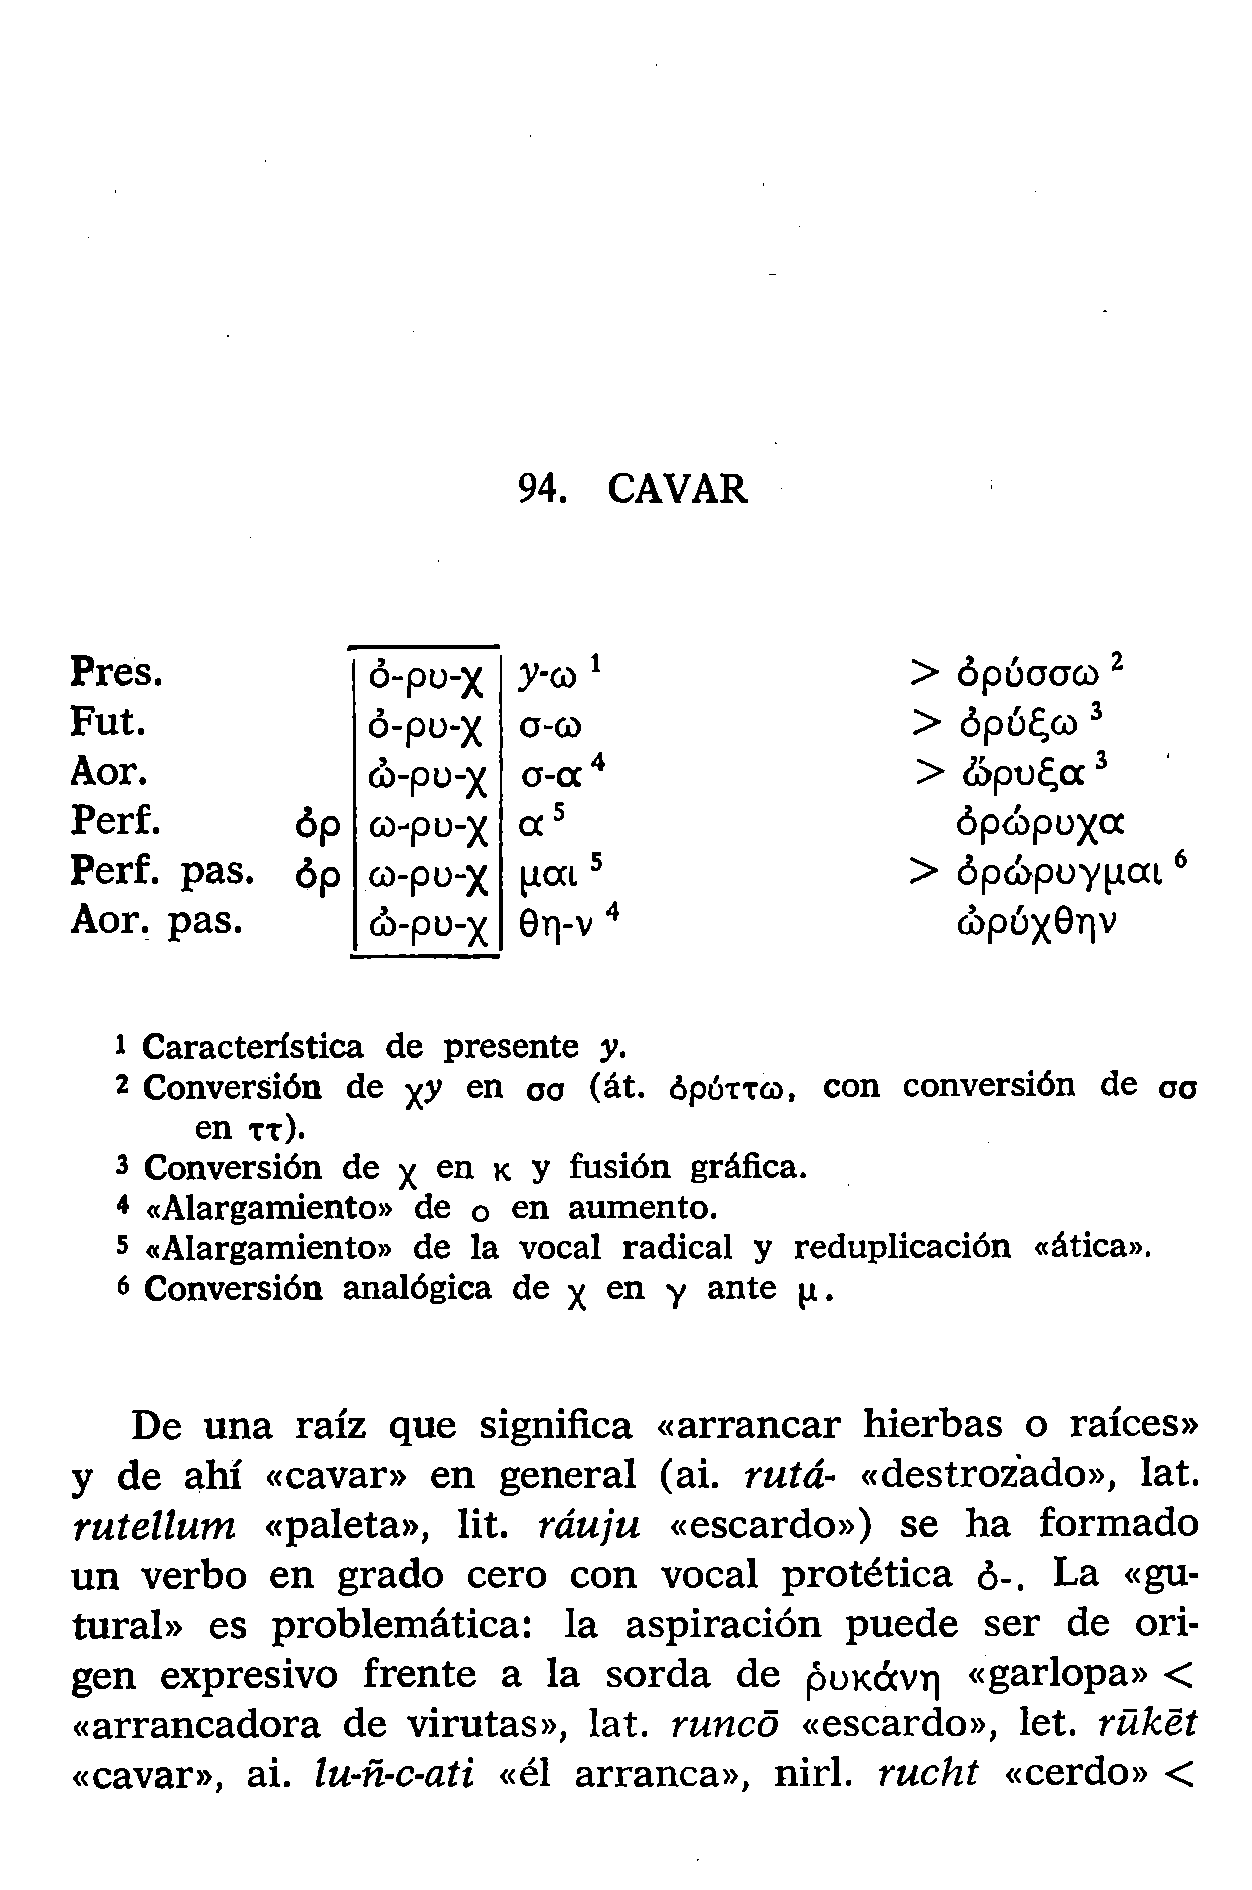 94. CAVAR
Pres. ὀ-ρυ-χ y-ω ¹ > ὀρύσσω ²
Fut. ὀ-ρυ-χ σ-ω > ὀρύξω ³
Aor. ὠ-ρυ-χ σ-α ⁴ > ὤρυξα ³
Perf. ὀρ ω-ρυ-χ α ⁵ ὀρώρυχα
Perf. pas. ὀρ ω-ρυ-χ μαι ⁵ > ὀρώρυγμαι ⁶
Aor. pas. ὠ-ρυ-χ θη-ν ⁴ ὠρύχθην
¹ Característica de presente y.
² Conversión de χy en σσ (át. ὀρύττω, con conversión de σσ
en ττ).
³ Conversión de χ en κ y fusión gráfica.
⁴ «Alargamiento» de ο en aumento.
⁵ «Alargamiento» de la vocal radical y reduplicación «ática».
⁶ Conversión analógica de χ en γ ante μ.
De una raíz que significa «arrancar hierbas o raíces»
y de ahí «cavar» en general (ai. rutá- «destrozado», lat.
rutellum «paleta», lit. ráuju «escardo») se ha formado
un verbo en grado cero con vocal protética ὀ-. La «gu-
tural» es problemática: la aspiración puede ser de ori-
gen expresivo frente a la sorda de ῥυκάνη «garlopa» <
«arrancadora de virutas», lat. runcō «escardo», let. rūkēt
«cavar», ai. lu-ñ-c-ati «él arranca», nirl. rucht «cerdo» <